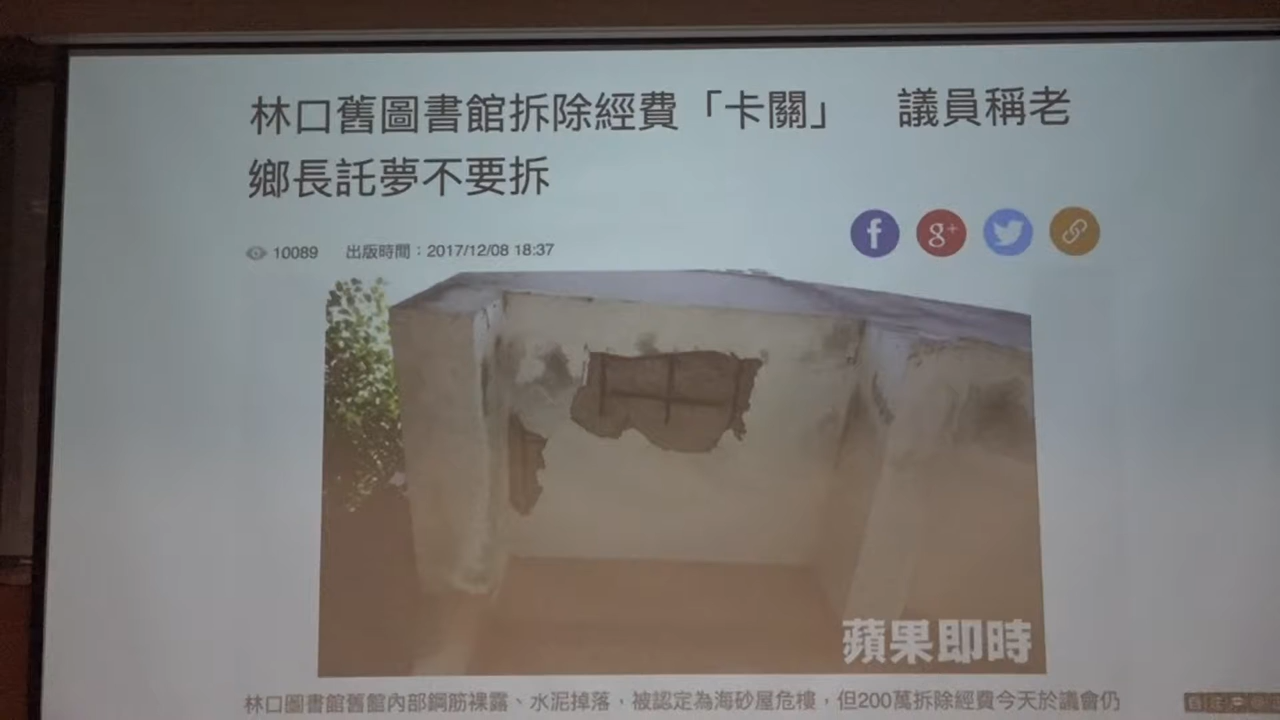 林口舊圖書館拆除經費「卡關」　議員稱老
鄉長託夢不要拆
10089 出版時間：2017/12/08 18:37
f g+
蘋果即時
林口圖書館舊館內部鋼筋裸露、水泥掉落，被認定為海砂屋危樓，但200萬拆除經費今天於議會仍